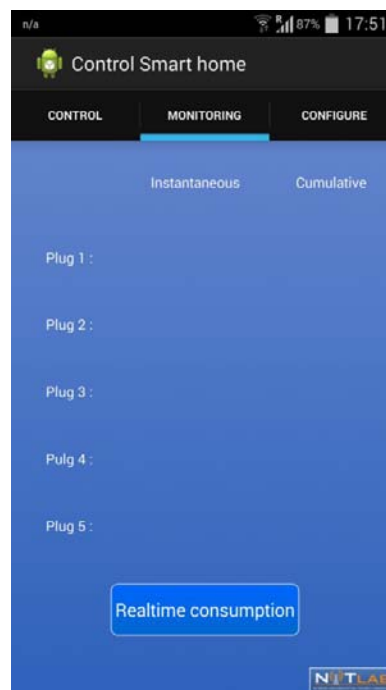 n/a R 87% 17:51
Control Smart home
CONTROL MONITORING CONFIGURE
Instantaneous Cumulative
Plug 1 :
Plug 2 :
Plug 3 :
Pulg 4 :
Plug 5 :
Realtime consumption
NITLAB